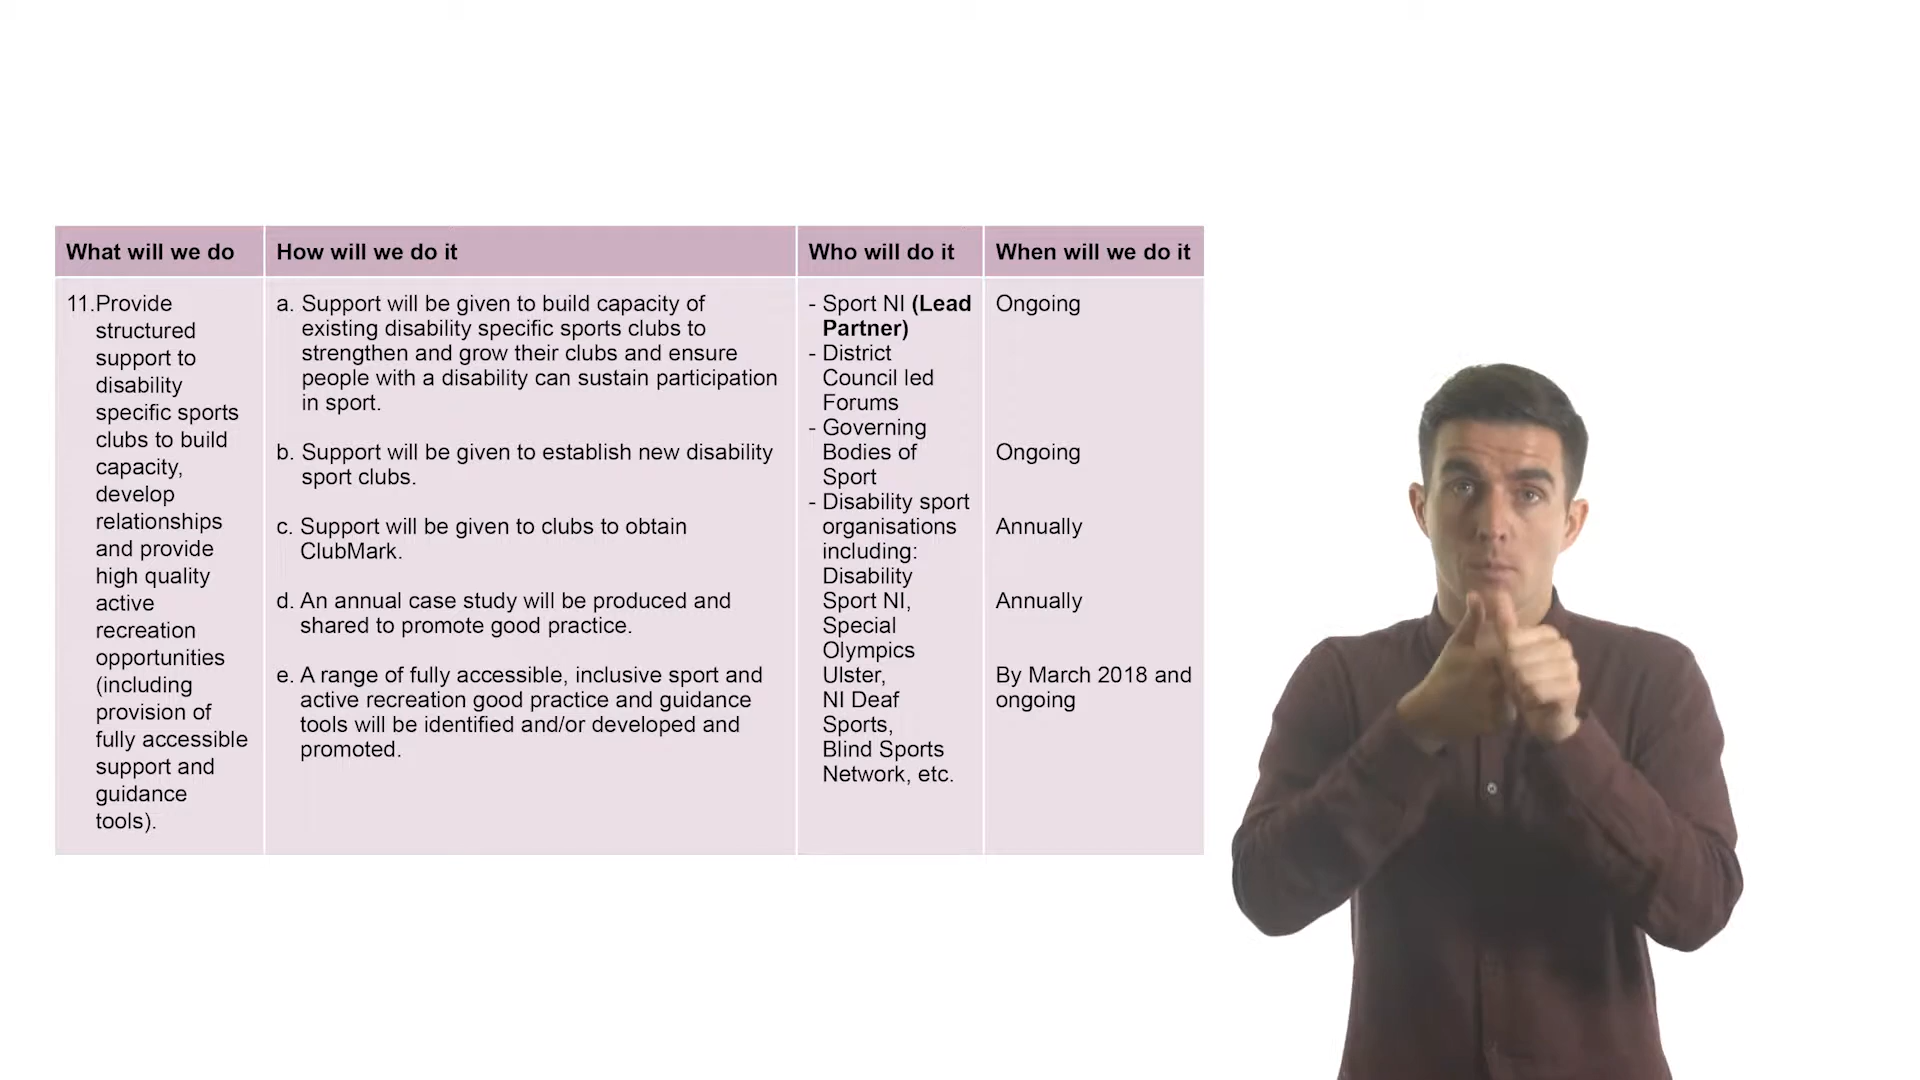 What will we do
How will we do it
Who will do it
When will we do it
11.Provide
structured
support to
disability
specific sports
clubs to build
capacity,
develop
relationships
and provide
high quality
active
recreation
opportunities
(including
provision of
fully accessible
support and
guidance
tools).
a. Support will be given to build capacity of
existing disability specific sports clubs to
strengthen and grow their clubs and ensure
people with a disability can sustain participation
in sport.
b. Support will be given to establish new disability
sport clubs.
c. Support will be given to clubs to obtain
ClubMark.
d. An annual case study will be produced and
shared to promote good practice.
e. A range of fully accessible, inclusive sport and
active recreation good practice and guidance
tools will be identified and/or developed and
promoted.
- Sport NI (Lead
Partner)
- District
Council led
Forums
- Governing
Bodies of
Sport
- Disability sport
organisations
including:
Disability
Sport NI,
Special
Olympics
Ulster,
NI Deaf
Sports,
Blind Sports
Network, etc.
Ongoing
Ongoing
Annually
Annually
By March 2018 and
ongoing